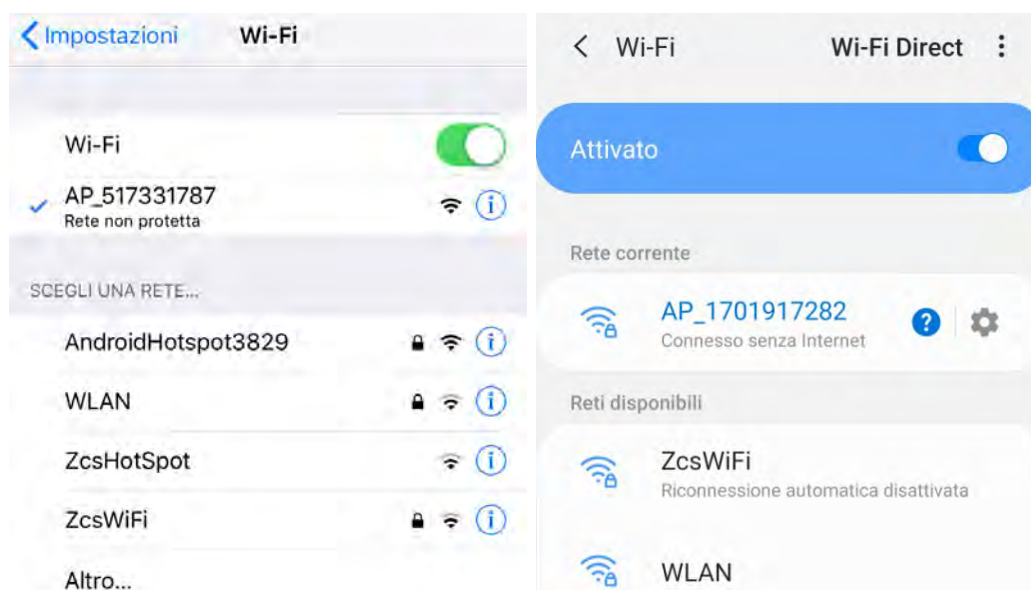 Impostazioni Wi-Fi
Wi-Fi
AP_517331787
Rete non protetta
SCEGLI UNA RETE...
AndroidHotspot3829
WLAN
ZcsHotSpot
ZcsWiFi
Altro...
Wi-Fi Wi-Fi Direct
Attivato
Rete corrente
AP_1701917282
Connesso senza Internet
Reti disponibili
ZcsWiFi
Riconnessione automatica disattivata
WLAN